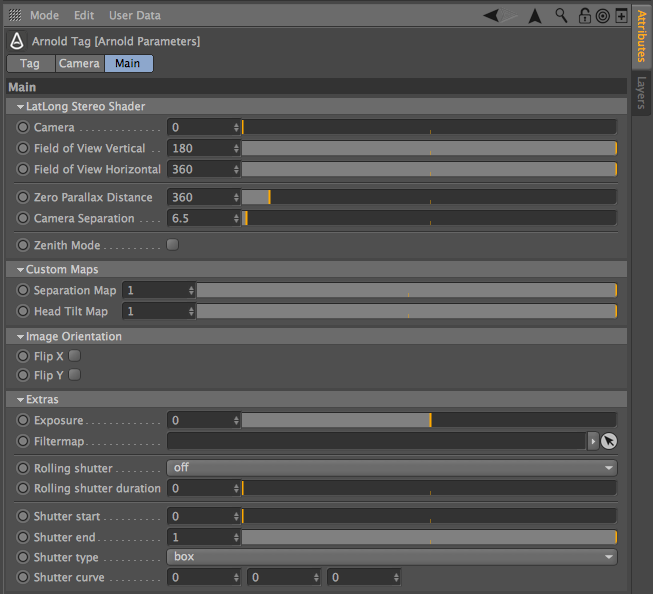 Mode Edit User Data
Arnold Tag [Arnold Parameters]
Tag Camera Main
Main
LatLong Stereo Shader
Camera . . . . . . . . . . . . 0
Field of View Vertical . . 180
Field of View Horizontal 360
Zero Parallax Distance 360
Camera Separation . . . 6.5
Zenith Mode . . . . . . . . .
Custom Maps
Separation Map 1
Head Tilt Map 1
Image Orientation
Flip X
Flip Y
Extras
Exposure . . . . . . . . . . . 0
Filtermap . . . . . . . . . . .
Rolling shutter . . . . . . . off
Rolling shutter duration 0
Shutter start . . . . . . . . . 0
Shutter end . . . . . . . . . . 1
Shutter type . . . . . . . . . box
Shutter curve . . . . . . . . 0 0 0
Attributes
Layers